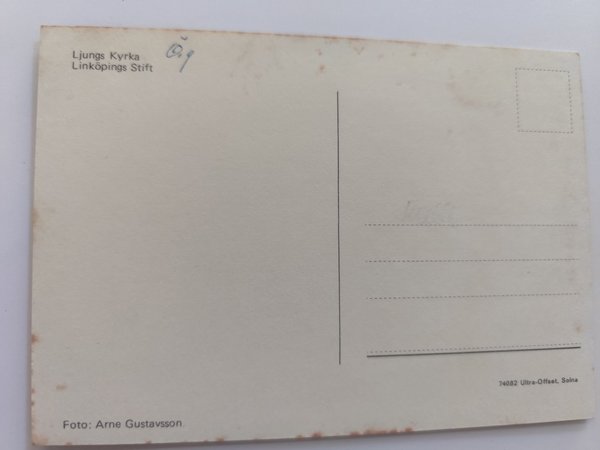 Ljungs Kyrka
Linköpings Stift
Ög
74082 Ultra-Offset, Solna
Foto: Arne Gustavsson